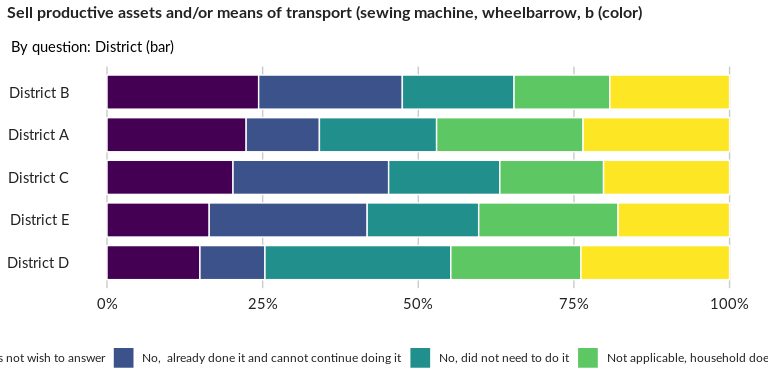 Sell productive assets and/or means of transport (sewing machine, wheelbarrow, b (color)
By question: District (bar)
District B
District A
District C
District E
District D
0% 25% 50% 75% 100%
s not wish to answer No, already done it and cannot continue doing it No, did not need to do it Not applicable, household doe